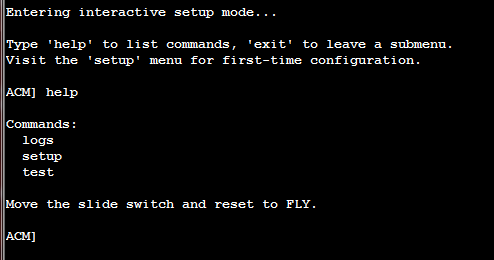 Entering interactive setup mode...
Type 'help' to list commands, 'exit' to leave a submenu.
Visit the 'setup' menu for first-time configuration.
ACM] help
Commands:
logs
setup
test
Move the slide switch and reset to FLY.
ACM]